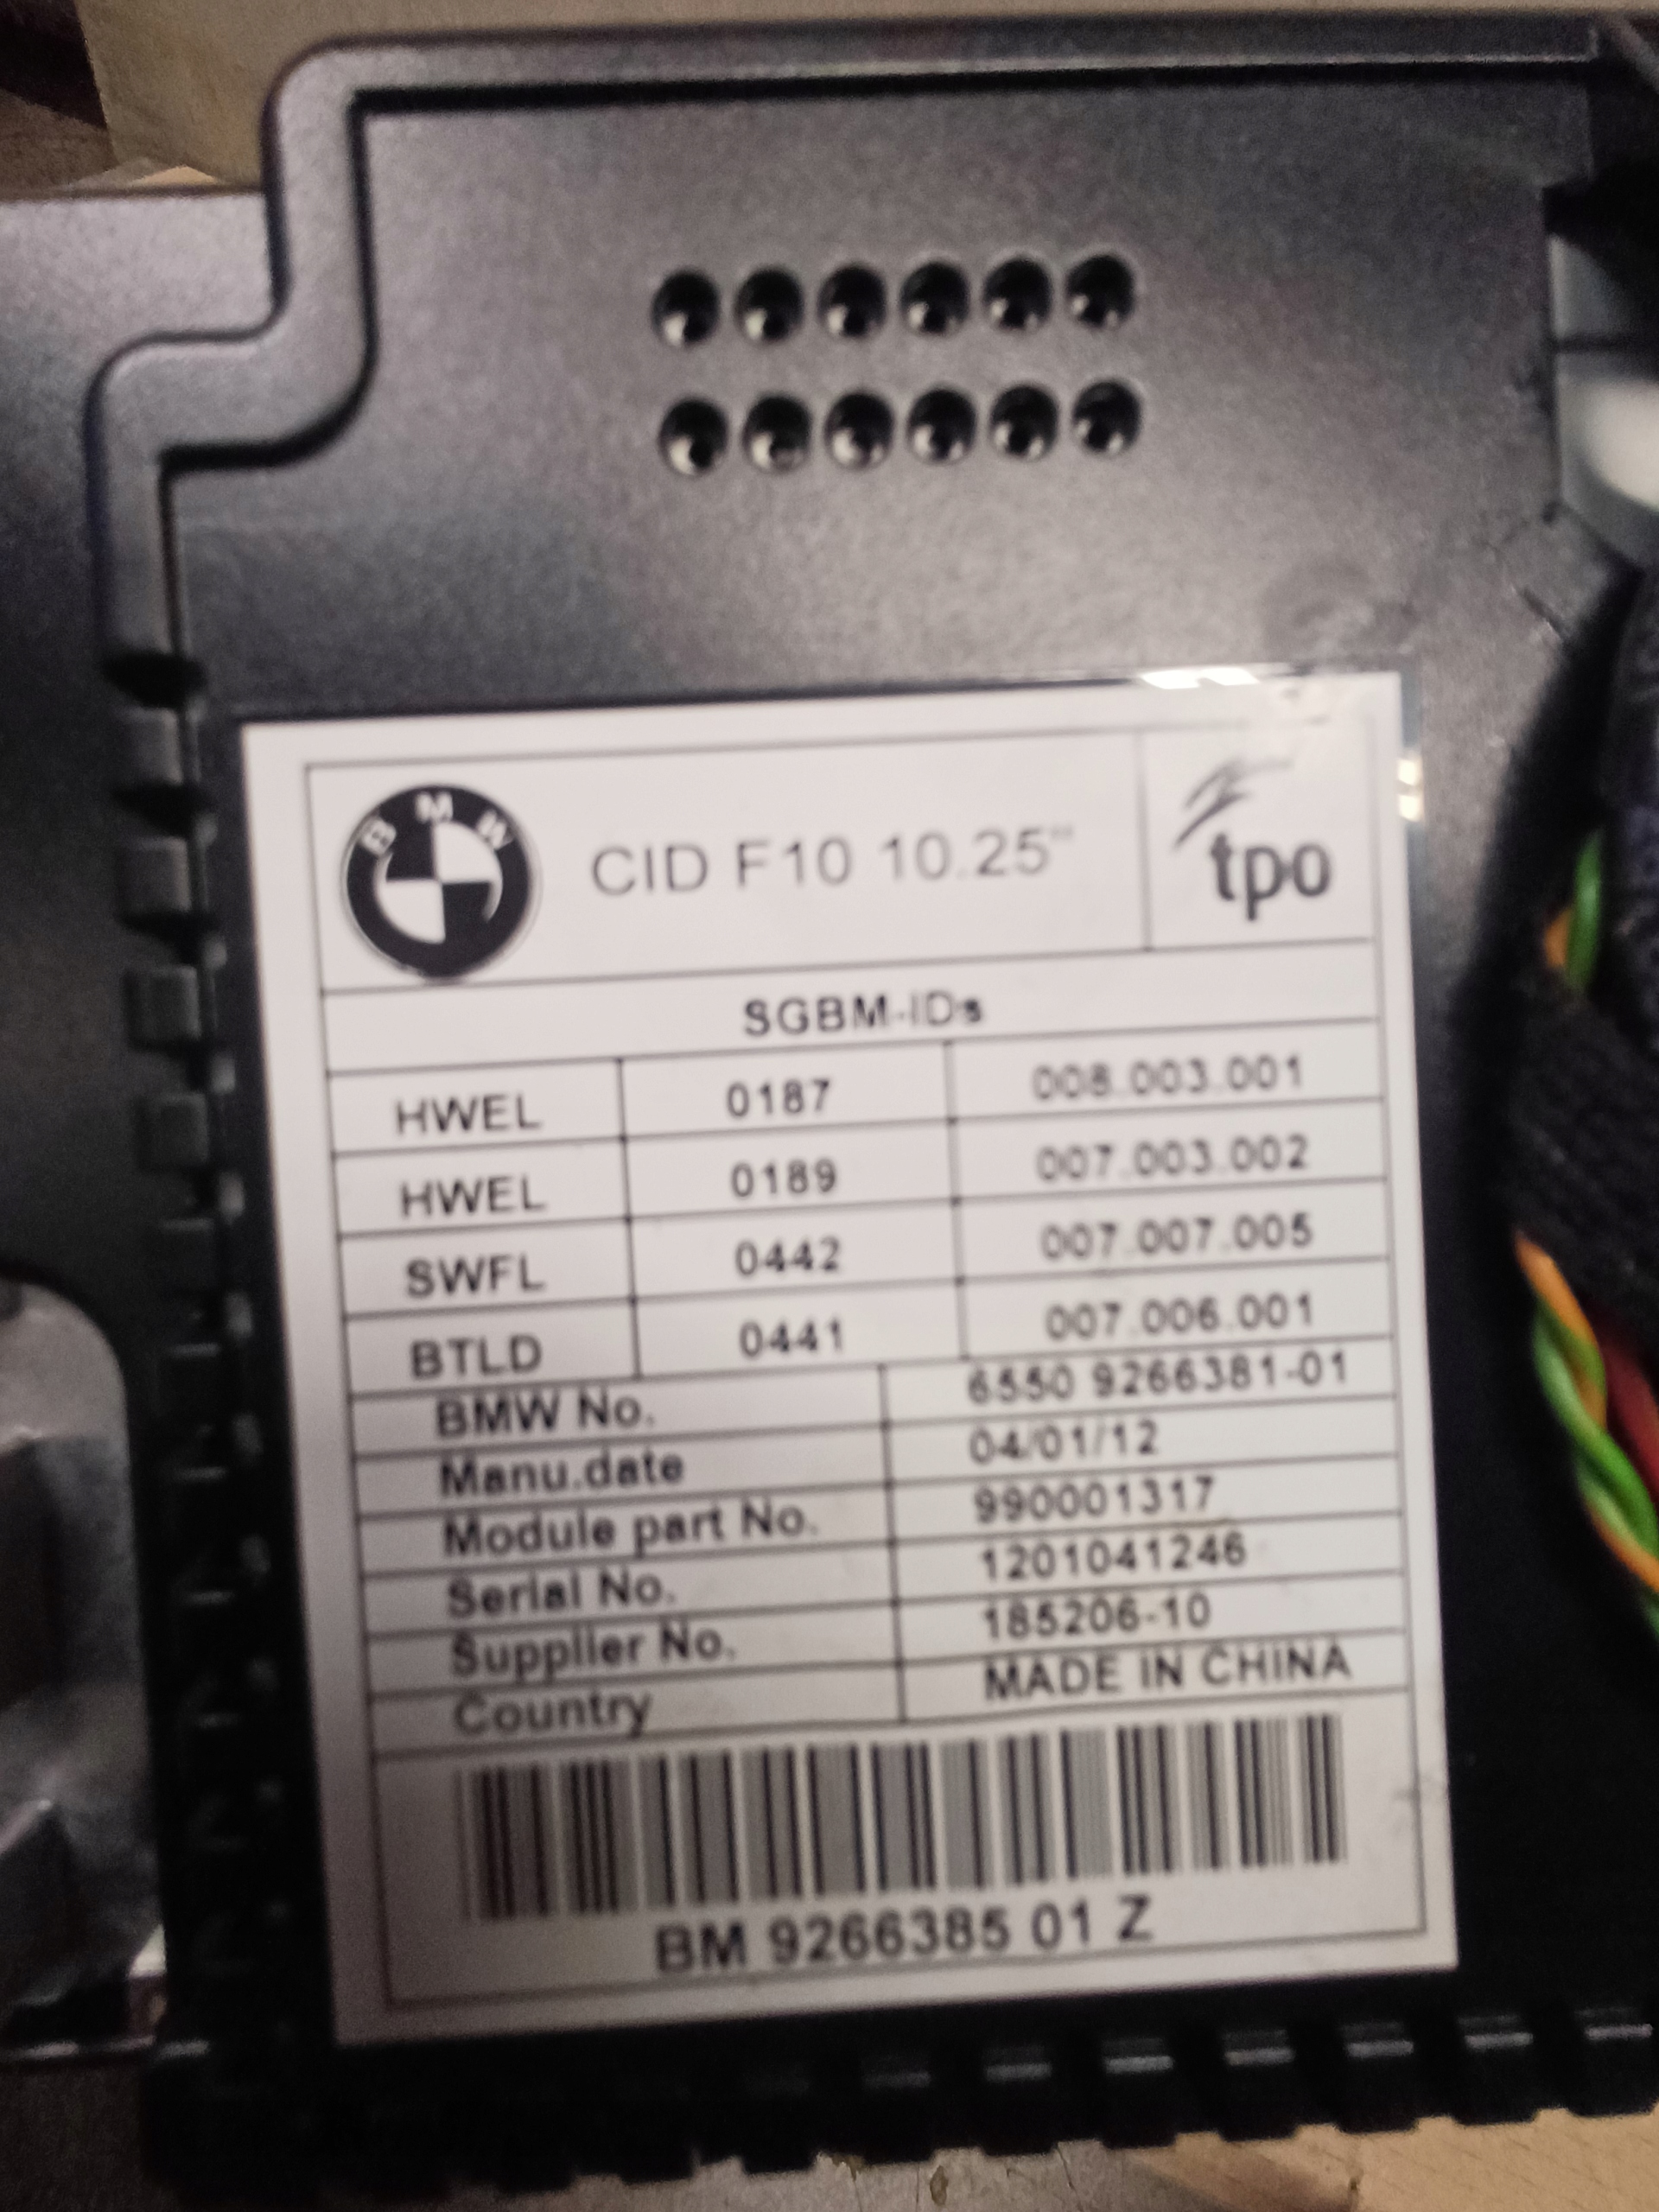 BMW
CID F10 10.25"
tpo
SGBM-IDs
HWEL 0187 008.003.001
HWEL 0189 007.003.002
SWFL 0442 007.007.005
BTLD 0441 007.006.001
BMW No. 6550 9266381-01
Manu.date 04/01/12
Module part No. 990001317
Serial No. 1201041246
Supplier No. 185206-10
Country MADE IN CHINA
BM 9266385 01 Z